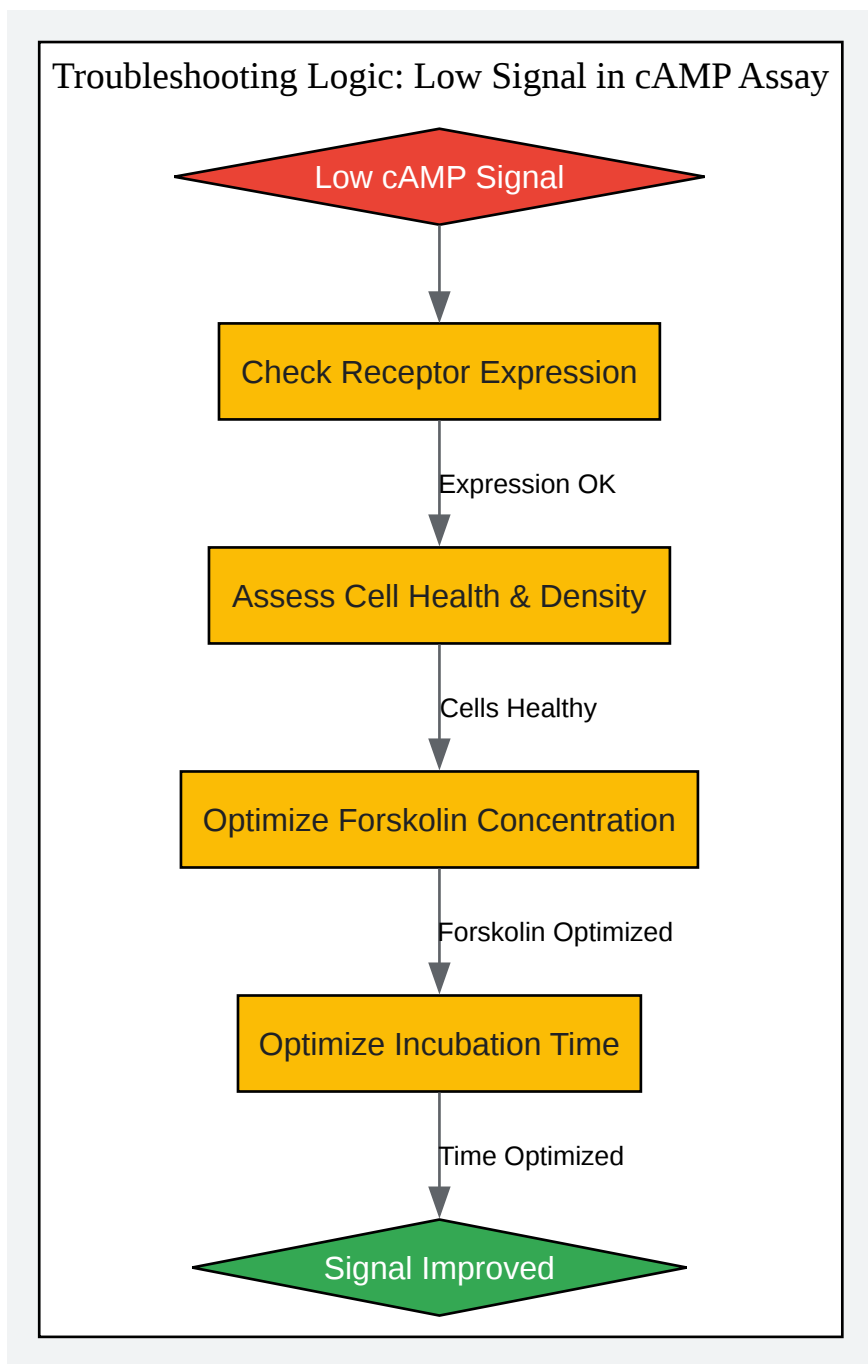 Troubleshooting Logic: Low Signal in cAMP Assay
Low cAMP Signal
Check Receptor Expression
Expression OK
Assess Cell Health & Density
Cells Healthy
Optimize Forskolin Concentration
Forskolin Optimized
Optimize Incubation Time
Time Optimized
Signal Improved